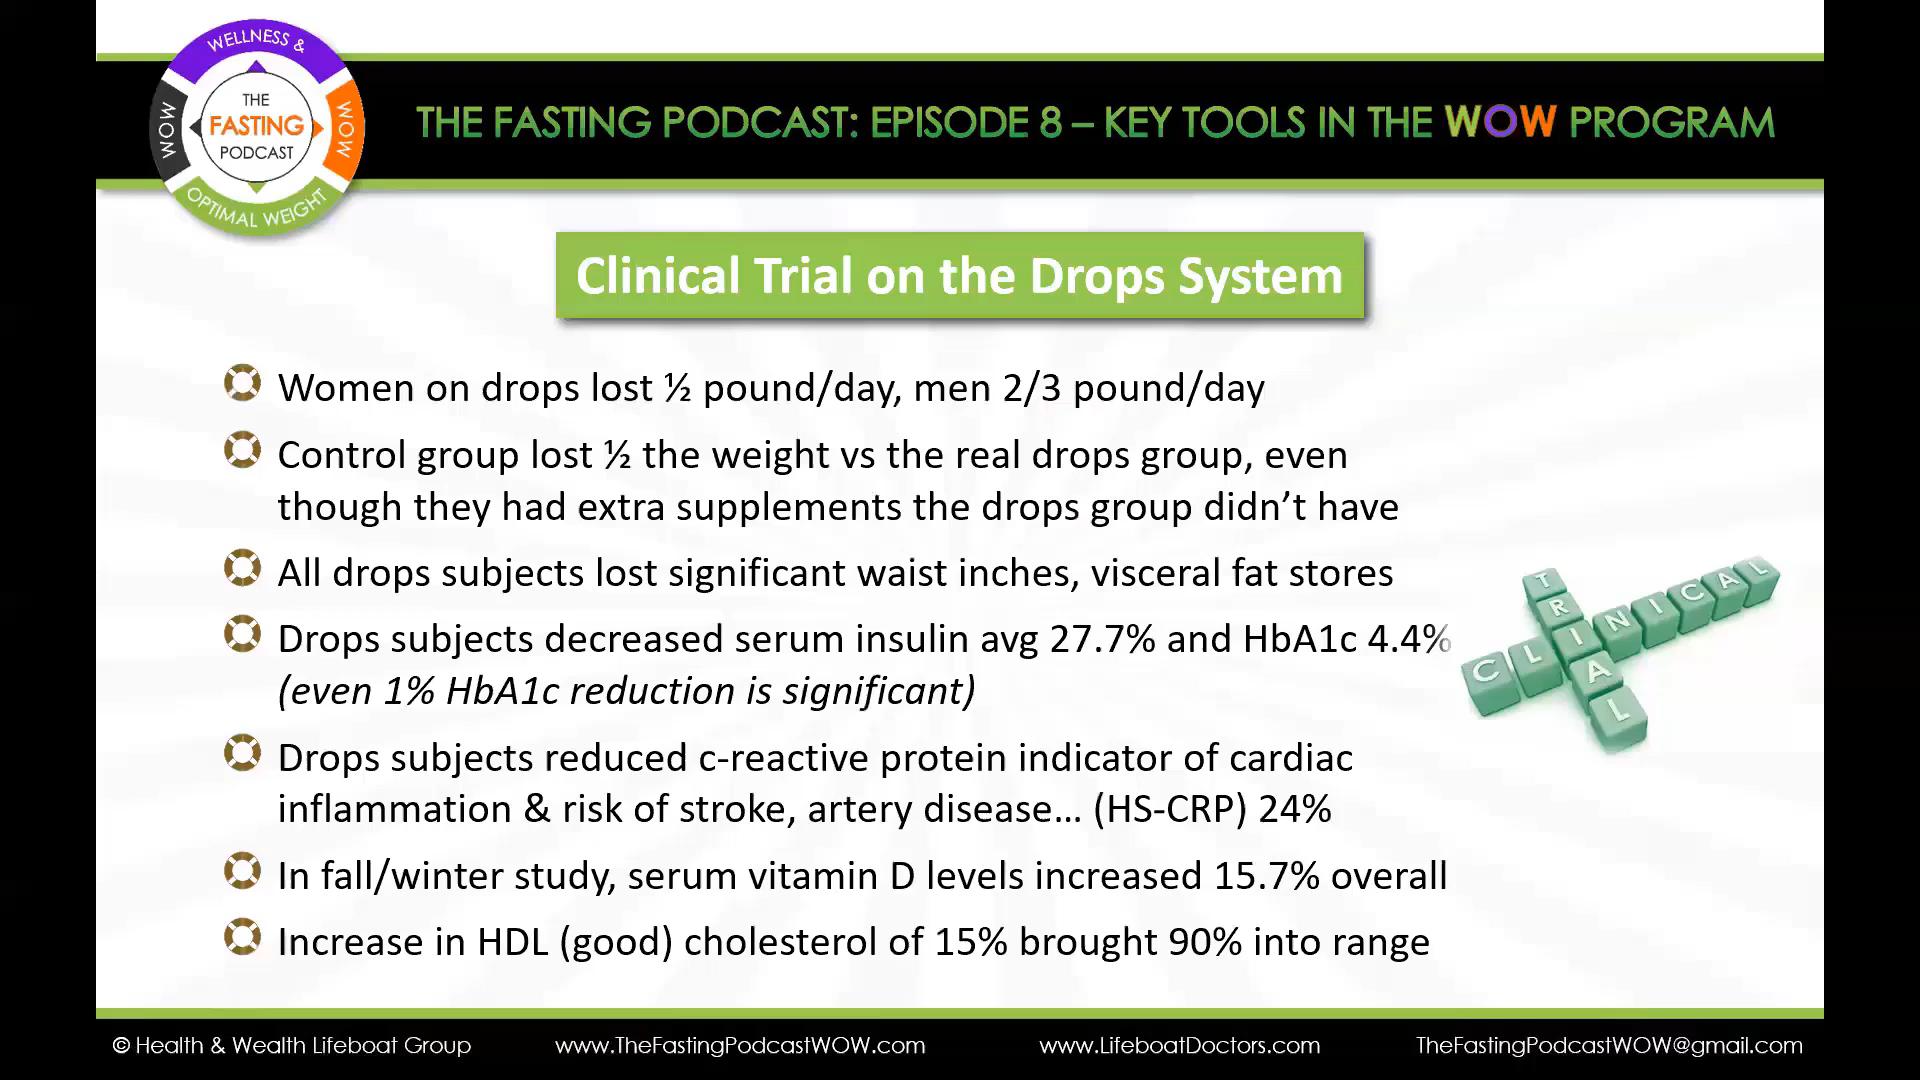 WELLNESS &
WOW
THE
FASTING
PODCAST
WOW
OPTIMAL WEIGHT
THE FASTING PODCAST: EPISODE 8 – KEY TOOLS IN THE WOW PROGRAM
Clinical Trial on the Drops System
Women on drops lost ½ pound/day, men 2/3 pound/day
Control group lost ½ the weight vs the real drops group, even
though they had extra supplements the drops group didn’t have
All drops subjects lost significant waist inches, visceral fat stores
Drops subjects decreased serum insulin avg 27.7% and HbA1c 4.4%
(even 1% HbA1c reduction is significant)
Drops subjects reduced c-reactive protein indicator of cardiac
inflammation & risk of stroke, artery disease... (HS-CRP) 24%
In fall/winter study, serum vitamin D levels increased 15.7% overall
Increase in HDL (good) cholesterol of 15% brought 90% into range
CLINICAL
TRIAL
© Health & Wealth Lifeboat Group www.TheFastingPodcastWOW.com www.LifeboatDoctors.com TheFastingPodcastWOW@gmail.com